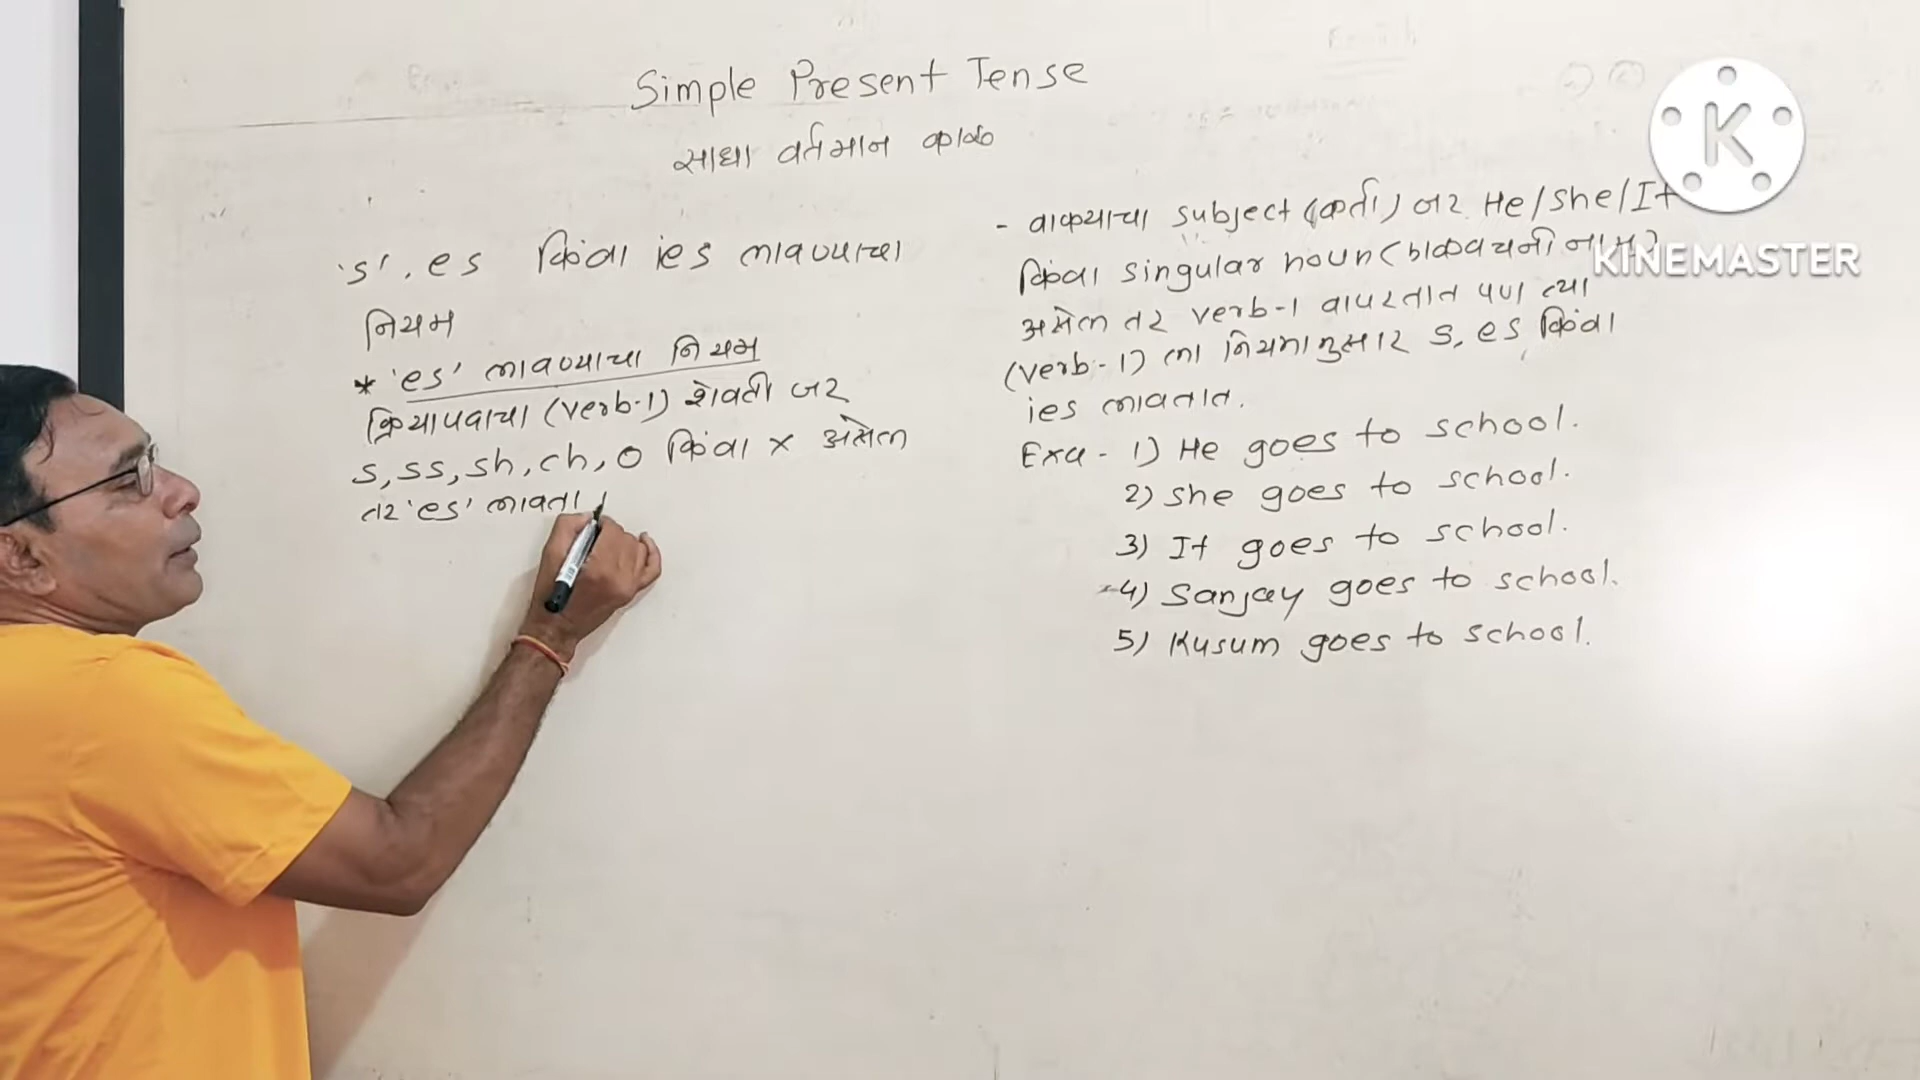 Simple Present Tense
साधा वर्तमान काळ
's', es किंवा ies लावण्याचा
नियम
* 'es' लावण्याचा नियम
क्रियापदाचा (verb-1) शेवटी जर
s, ss, sh, ch, o किंवा x असेल
तर 'es' लावता
- वाक्याचा subject (कर्ता) जर He/She/It
किंवा singular noun (एकवचनी नाम)
असेल तर verb-1 वापरतात पण त्या
(verb-1) ला नियमानुसार s, es किंवा
ies लावतात.
Exa - 1) He goes to school.
2) she goes to school.
3) It goes to school.
4) Sanjay goes to school.
5) Kusum goes to school.
K
KINEMASTER